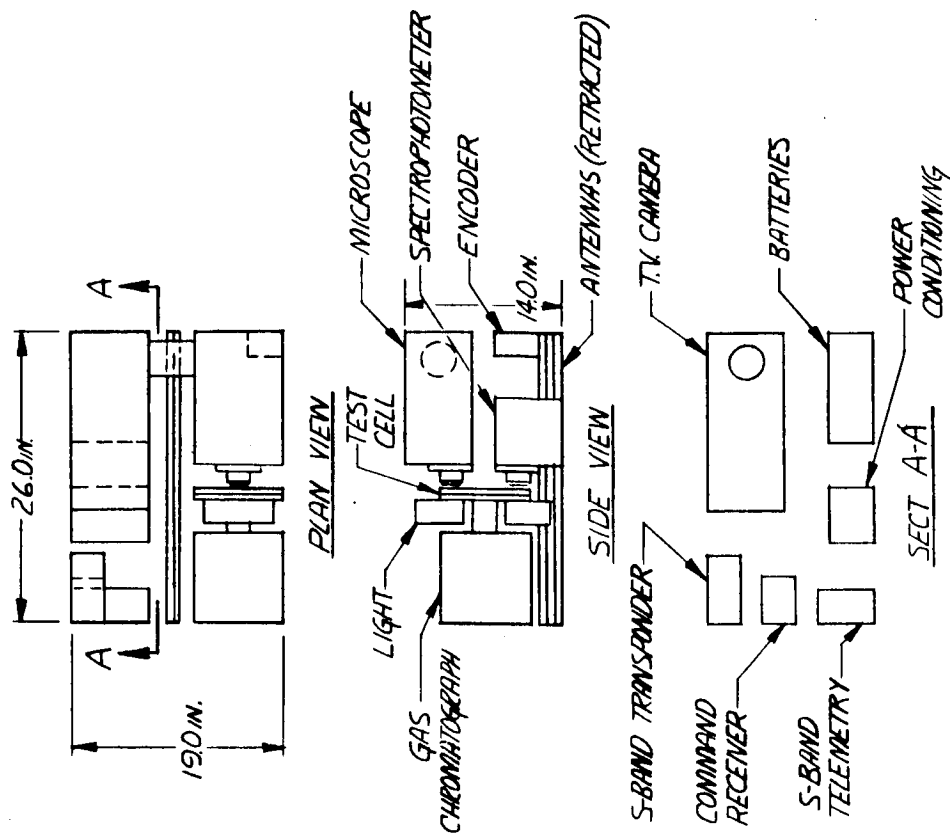 26.0 IN.
A
A
19.0 IN.
PLAN VIEW
MICROSCOPE
TEST
CELL
SPECTROPHOTOMETER
LIGHT
ENCODER
GAS
CHROMATOGRAPH
14.0 IN.
ANTENNAS (RETRACTED)
SIDE VIEW
S-BAND TRANSPONDER
T.V. CAMERA
COMMAND
RECEIVER
BATTERIES
S-BAND
TELEMETRY
POWER
CONDITIONING
SECT A-A